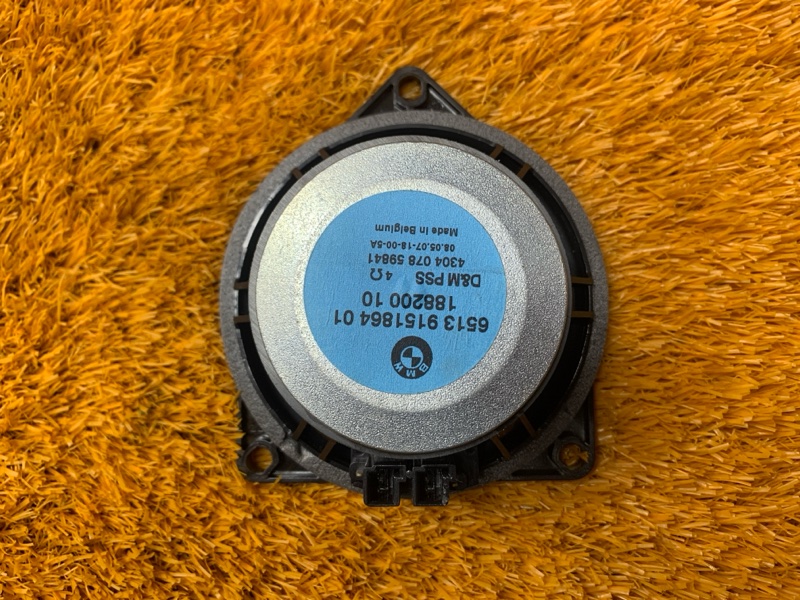 BMW
6513 9151864 01
188200 10
D&M PSS 4Ω
4304 078 59841
08.05.07-18-00-5A
Made In Belgium